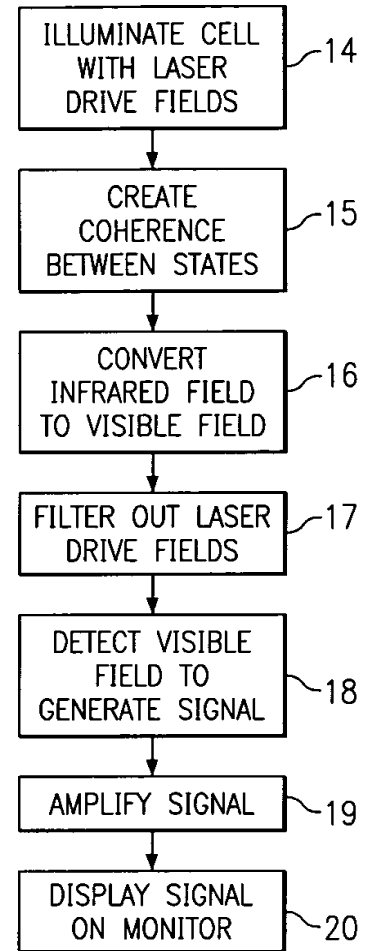 ILLUMINATE CELL
WITH LASER
DRIVE FIELDS
14
CREATE
COHERENCE
BETWEEN STATES
15
CONVERT
INFRARED FIELD
TO VISIBLE FIELD
16
FILTER OUT LASER
DRIVE FIELDS
17
DETECT VISIBLE
FIELD TO
GENERATE SIGNAL
18
AMPLIFY SIGNAL
19
DISPLAY SIGNAL
ON MONITOR
20